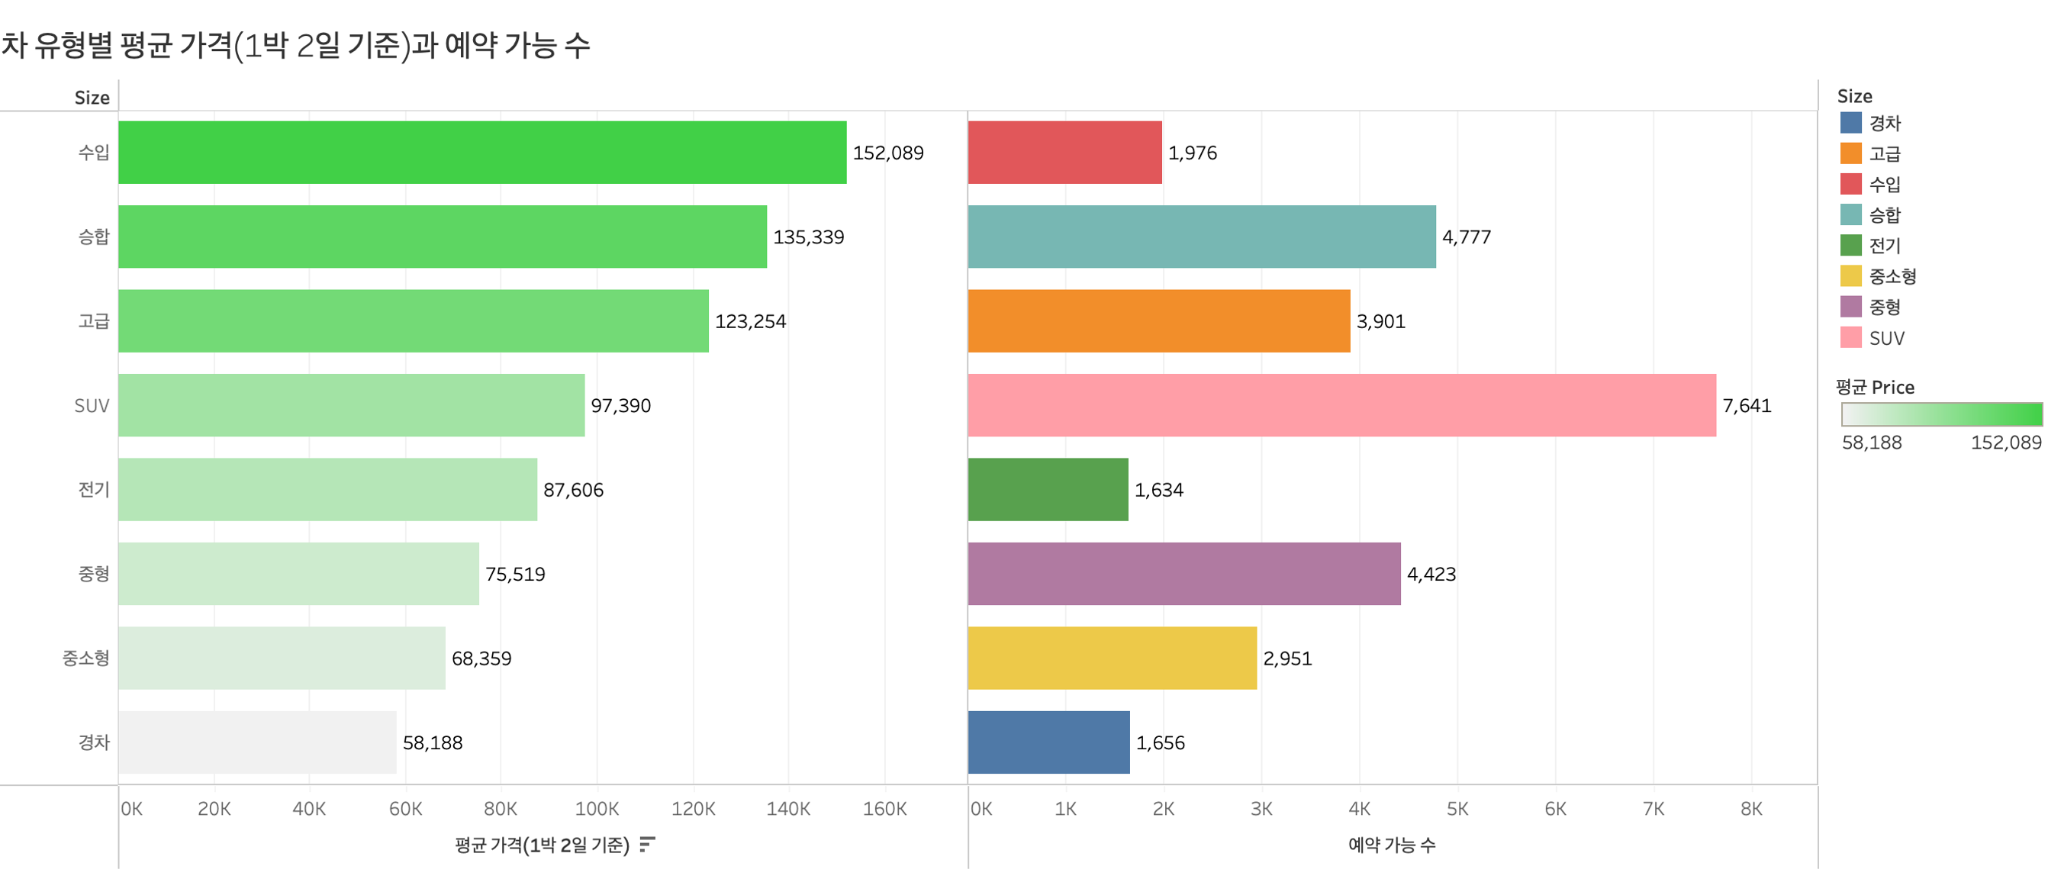 차 유형별 평균 가격(1박 2일 기준)과 예약 가능 수
Size
수입 152,089 1,976
승합 135,339 4,777
고급 123,254 3,901
SUV 97,390 7,641
전기 87,606 1,634
중형 75,519 4,423
중소형 68,359 2,951
경차 58,188 1,656
0K 20K 40K 60K 80K 100K 120K 140K 160K 0K 1K 2K 3K 4K 5K 6K 7K 8K
평균 가격(1박 2일 기준) 예약 가능 수
Size
경차
고급
수입
승합
전기
중소형
중형
SUV
평균 Price
58,188 152,089